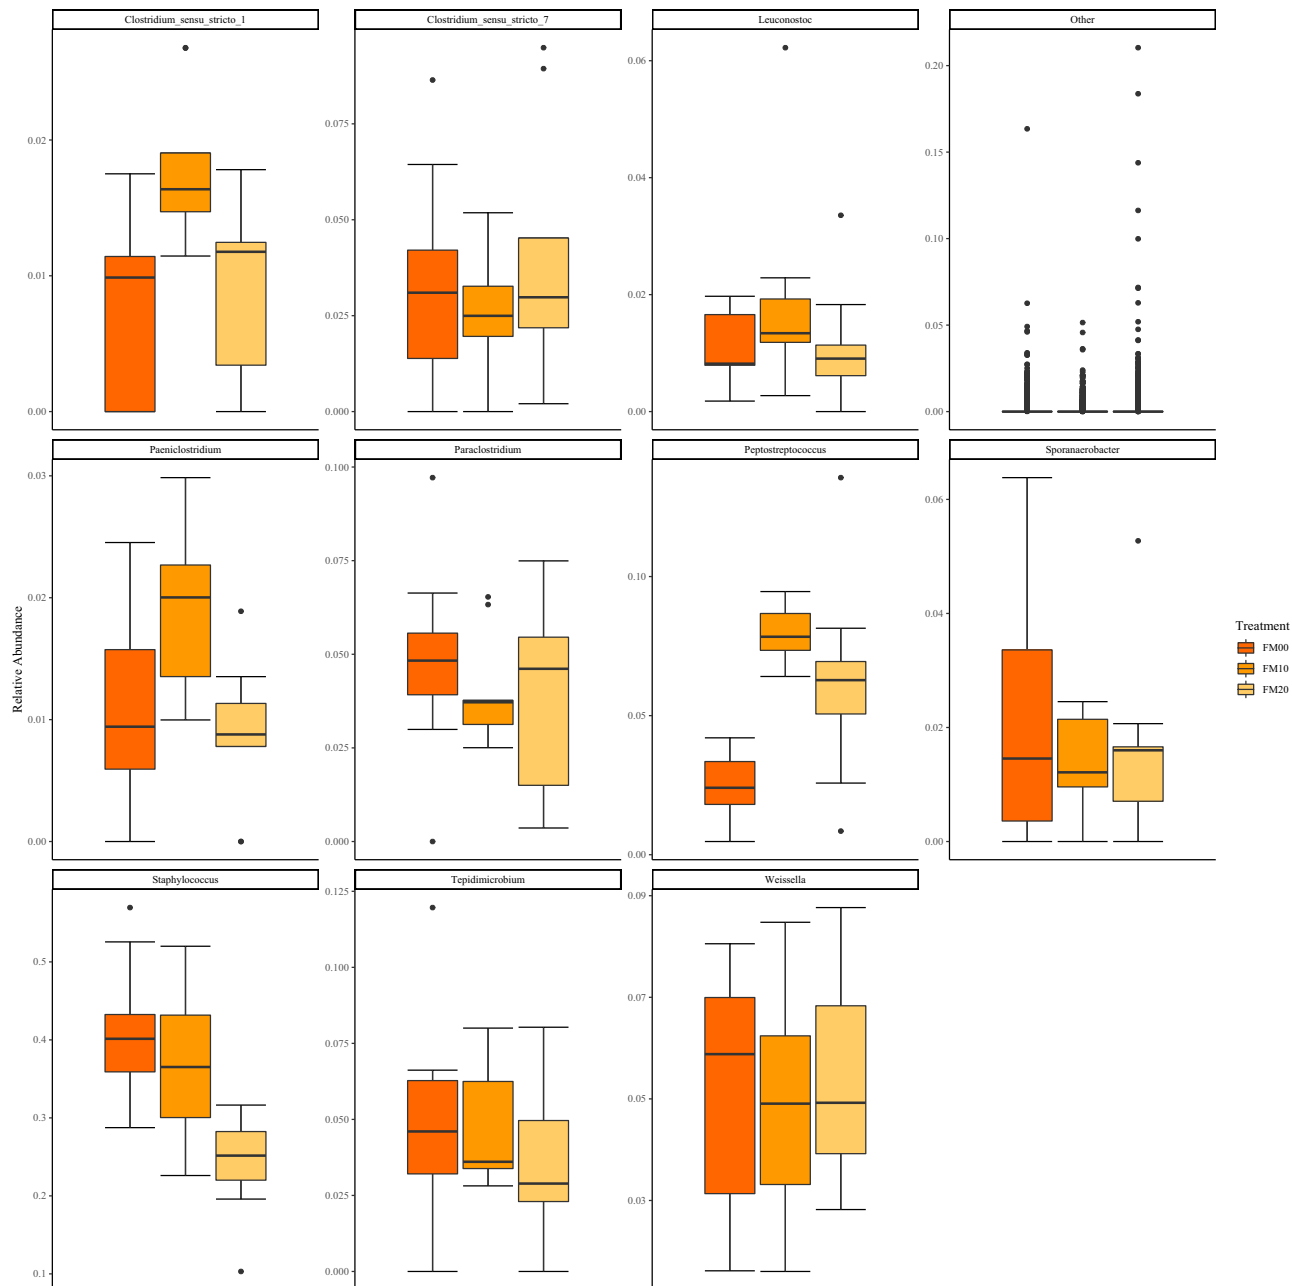 Clostridium_sensu_stricto_1
Clostridium_sensu_stricto_7
Leuconostoc
Other
0.02
0.01
0.00
0.075
0.050
0.025
0.000
0.06
0.04
0.02
0.00
0.20
0.15
0.10
0.05
0.00
Paeniclostridium
Paraclostridium
Peptostreptococcus
Sporanaerobacter
0.03
0.02
0.01
0.00
0.100
0.075
0.050
0.025
0.000
0.10
0.05
0.00
0.06
0.04
0.02
0.00
Relative Abundance
Treatment
FM00
FM10
FM20
Staphylococcus
Tepidimicrobium
Weissella
0.5
0.4
0.3
0.2
0.1
0.125
0.100
0.075
0.050
0.025
0.000
0.09
0.07
0.05
0.03